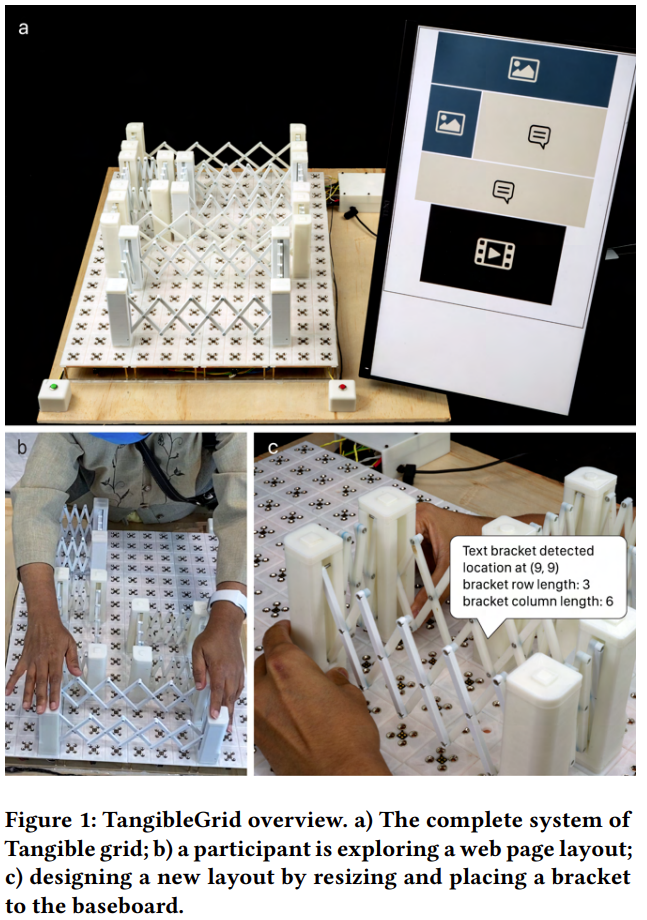 a
b
c
Text bracket detected
location at (9, 9)
bracket row length: 3
bracket column length: 6
Figure 1: TangibleGrid overview. a) The complete system of
Tangible grid; b) a participant is exploring a web page layout;
c) designing a new layout by resizing and placing a bracket
to the baseboard.